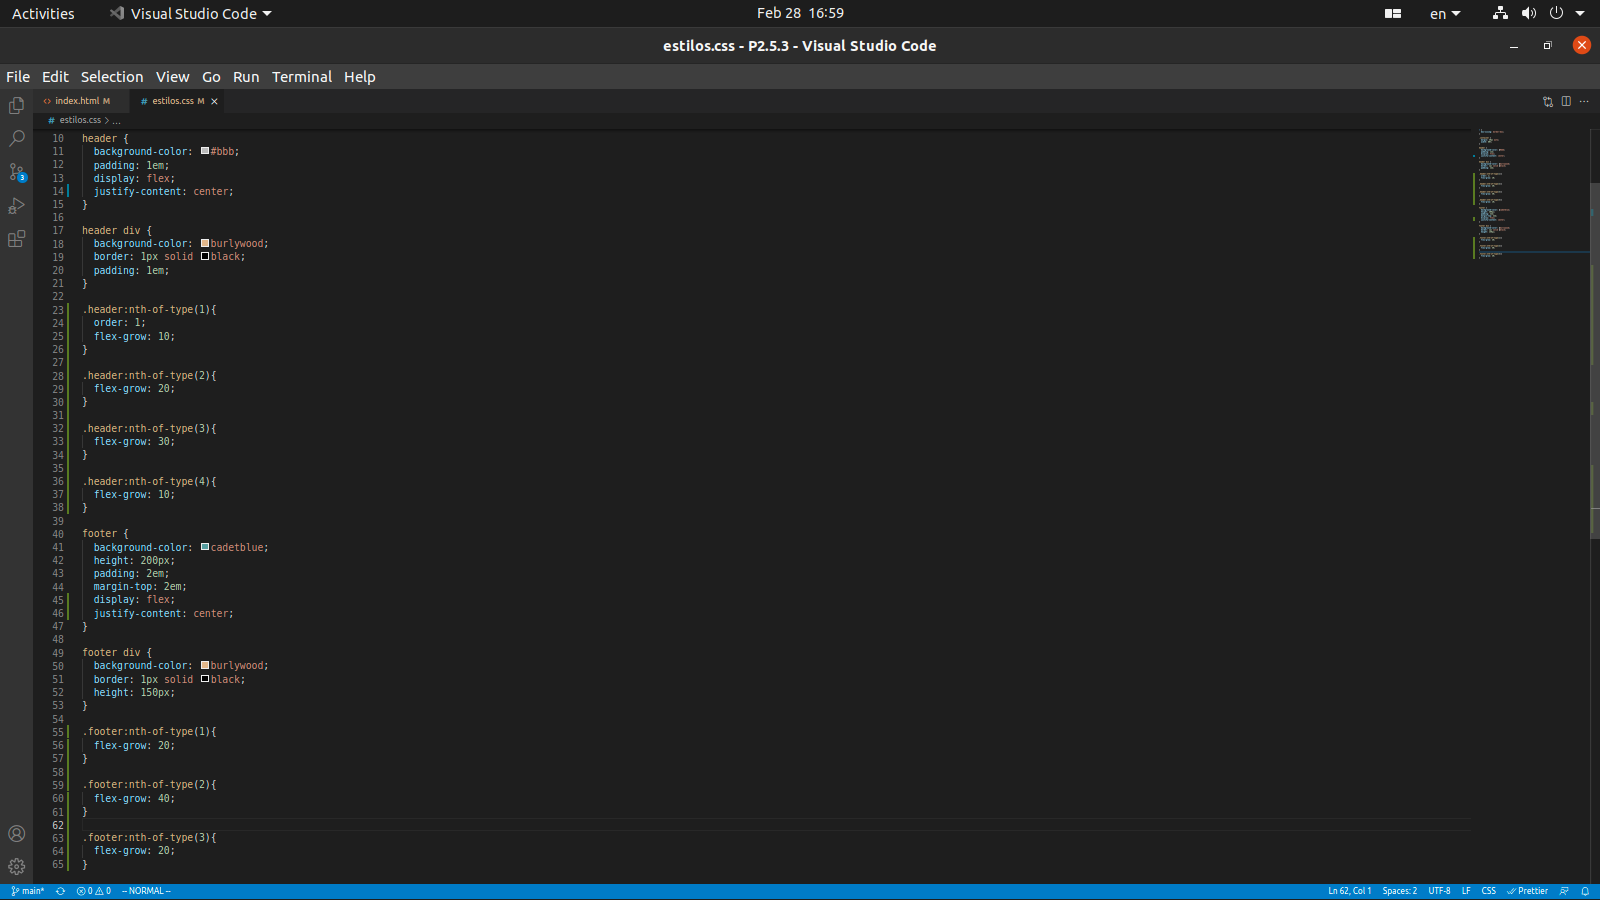 Activities
Visual Studio Code
Feb 28 16:59
en
estilos.css - P2.5.3 - Visual Studio Code
File Edit Selection View Go Run Terminal Help
<> index.html M
# estilos.css M
# estilos.css > ...
10 header {
11 background-color: #bbb;
12 padding: 1em;
13 display: flex;
14 justify-content: center;
15 }
16
17 header div {
18 background-color: burlywood;
19 border: 1px solid black;
20 padding: 1em;
21 }
22
23 .header:nth-of-type(1){
24 order: 1;
25 flex-grow: 10;
26 }
27
28 .header:nth-of-type(2){
29 flex-grow: 20;
30 }
31
32 .header:nth-of-type(3){
33 flex-grow: 30;
34 }
35
36 .header:nth-of-type(4){
37 flex-grow: 10;
38 }
39
40 footer {
41 background-color: cadetblue;
42 height: 200px;
43 padding: 2em;
44 margin-top: 2em;
45 display: flex;
46 justify-content: center;
47 }
48
49 footer div {
50 background-color: burlywood;
51 border: 1px solid black;
52 height: 150px;
53 }
54
55 .footer:nth-of-type(1){
56 flex-grow: 20;
57 }
58
59 .footer:nth-of-type(2){
60 flex-grow: 40;
61 }
62
63 .footer:nth-of-type(3){
64 flex-grow: 20;
65 }
3
main* 0 0 -- NORMAL --
Ln 62, Col 1 Spaces: 2 UTF-8 LF CSS Prettier